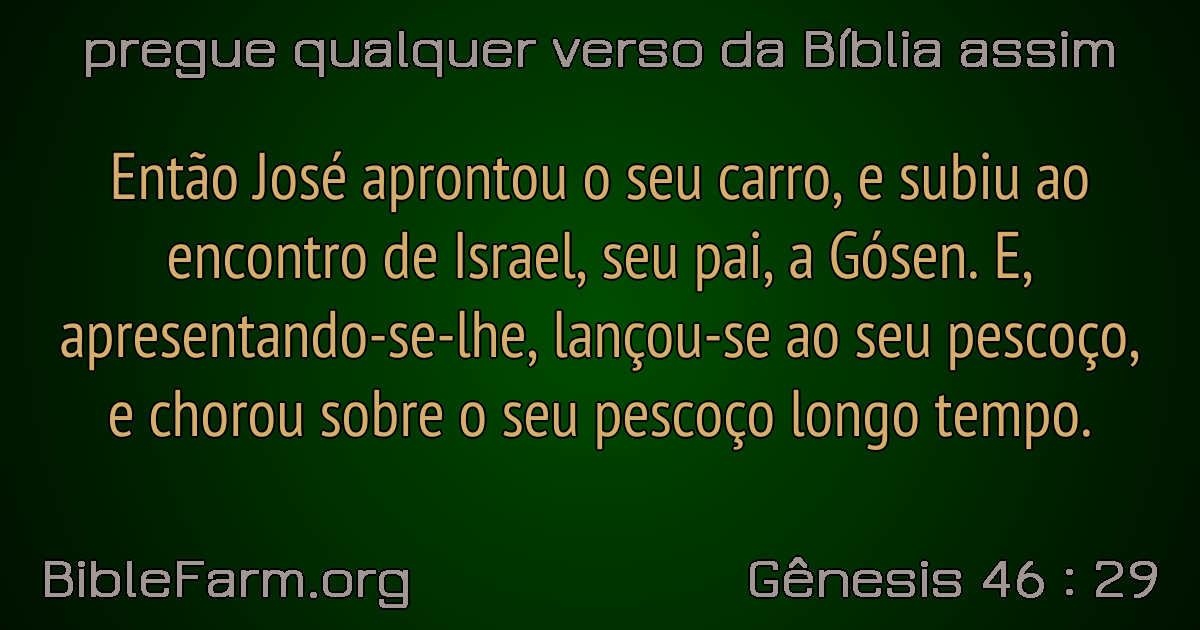 pregue qualquer verso da Bíblia assim
Então José aprontou o seu carro, e subiu ao
encontro de Israel, seu pai, a Gósen. E,
apresentando-se-lhe, lançou-se ao seu pescoço,
e chorou sobre o seu pescoço longo tempo.
BibleFarm.org
Gênesis 46 : 29